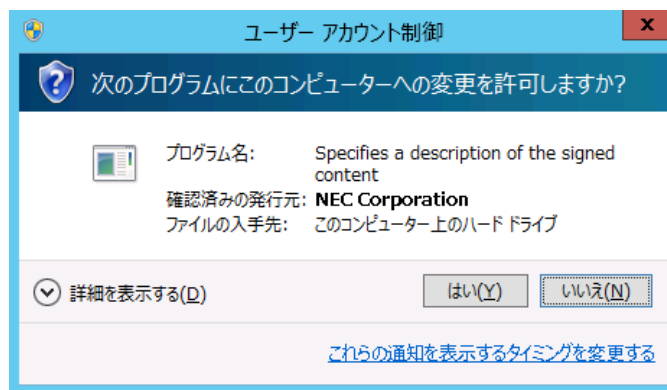 ユーザー アカウント制御
次のプログラムにこのコンピューターへの変更を許可しますか?
プログラム名: Specifies a description of the signed
content
確認済みの発行元: NEC Corporation
ファイルの入手先: このコンピューター上のハード ドライブ
詳細を表示する(D) はい(Y) いいえ(N)
これらの通知を表示するタイミングを変更する